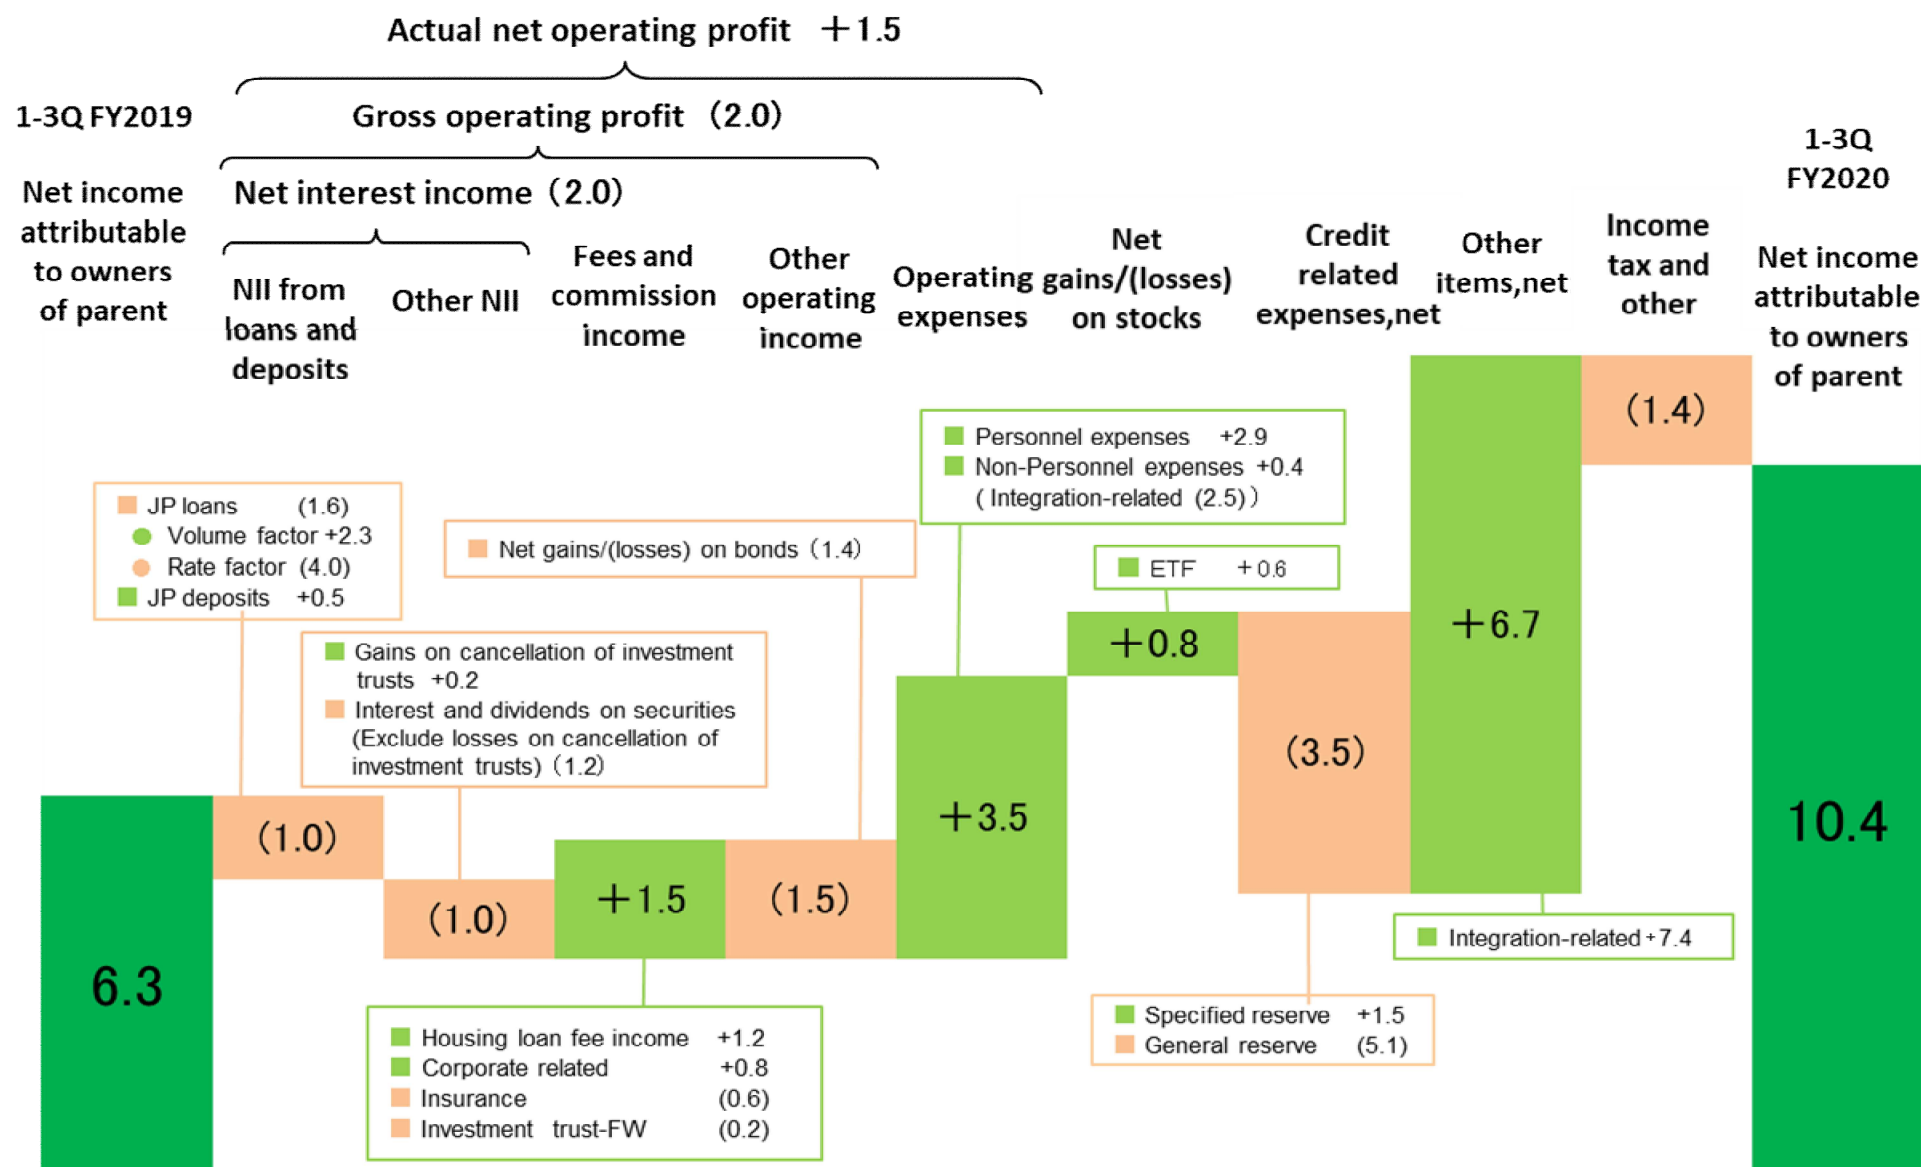 Actual net operating profit +1.5
1-3Q FY2019
Gross operating profit (2.0)
Net interest income (2.0)
Net income
attributable
to owners
of parent
NII from
loans and
deposits
Other NII
Fees and
commission
income
Other
operating
income
Operating
expenses
Net
gains/(losses)
on stocks
Credit
related
expenses,net
Other
items,net
Income
tax and
other
1-3Q
FY2020
Net income
attributable
to owners
of parent
JP loans (1.6)
Volume factor +2.3
Rate factor (4.0)
JP deposits +0.5
Gains on cancellation of investment
trusts +0.2
Interest and dividends on securities
(Exclude losses on cancellation of
investment trusts) (1.2)
Net gains/(losses) on bonds (1.4)
Personnel expenses +2.9
Non-Personnel expenses +0.4
( Integration-related (2.5) )
ETF +0.6
6.3
(1.0)
(1.0)
+1.5
(1.5)
+3.5
+0.8
(3.5)
+6.7
(1.4)
10.4
Housing loan fee income +1.2
Corporate related +0.8
Insurance (0.6)
Investment trust-FW (0.2)
Specified reserve +1.5
General reserve (5.1)
Integration-related +7.4